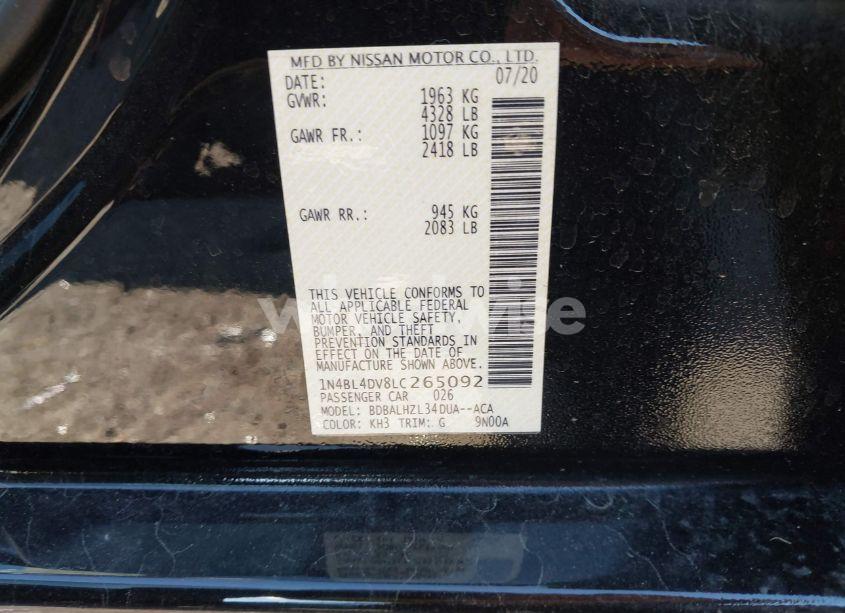 MFD BY NISSAN MOTOR CO., LTD.
DATE: 07/20
GVWR: 1963 KG
4328 LB
GAWR FR.: 1097 KG
2418 LB
GAWR RR.: 945 KG
2083 LB
THIS VEHICLE CONFORMS TO
ALL APPLICABLE FEDERAL
MOTOR VEHICLE SAFETY,
BUMPER, AND THEFT
PREVENTION STANDARDS IN
EFFECT ON THE DATE OF
MANUFACTURE SHOWN ABOVE.
1N4BL4DV8LC265092
PASSENGER CAR 026
MODEL: BDBALHZL34DUA--ACA
COLOR: KH3 TRIM: G 9N00A